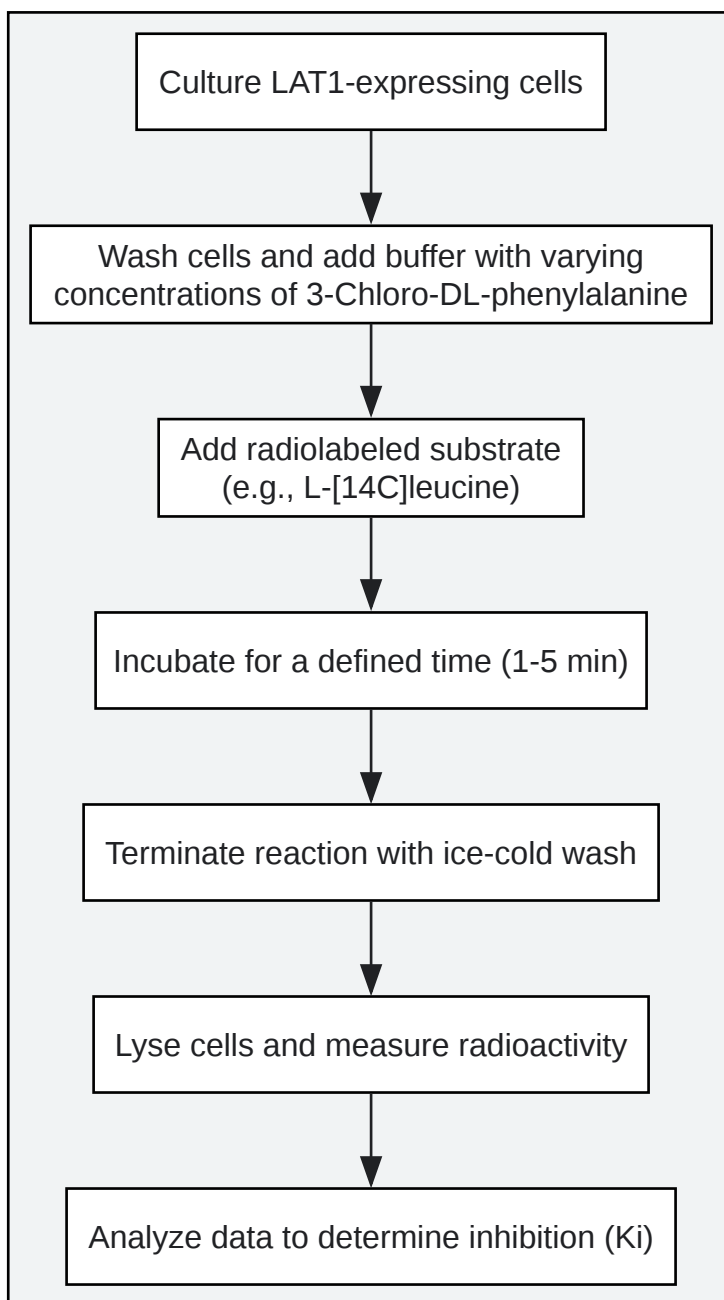 Culture LAT1-expressing cells
Wash cells and add buffer with varying
concentrations of 3-Chloro-DL-phenylalanine
Add radiolabeled substrate
(e.g., L-[14C]leucine)
Incubate for a defined time (1-5 min)
Terminate reaction with ice-cold wash
Lyse cells and measure radioactivity
Analyze data to determine inhibition (Ki)